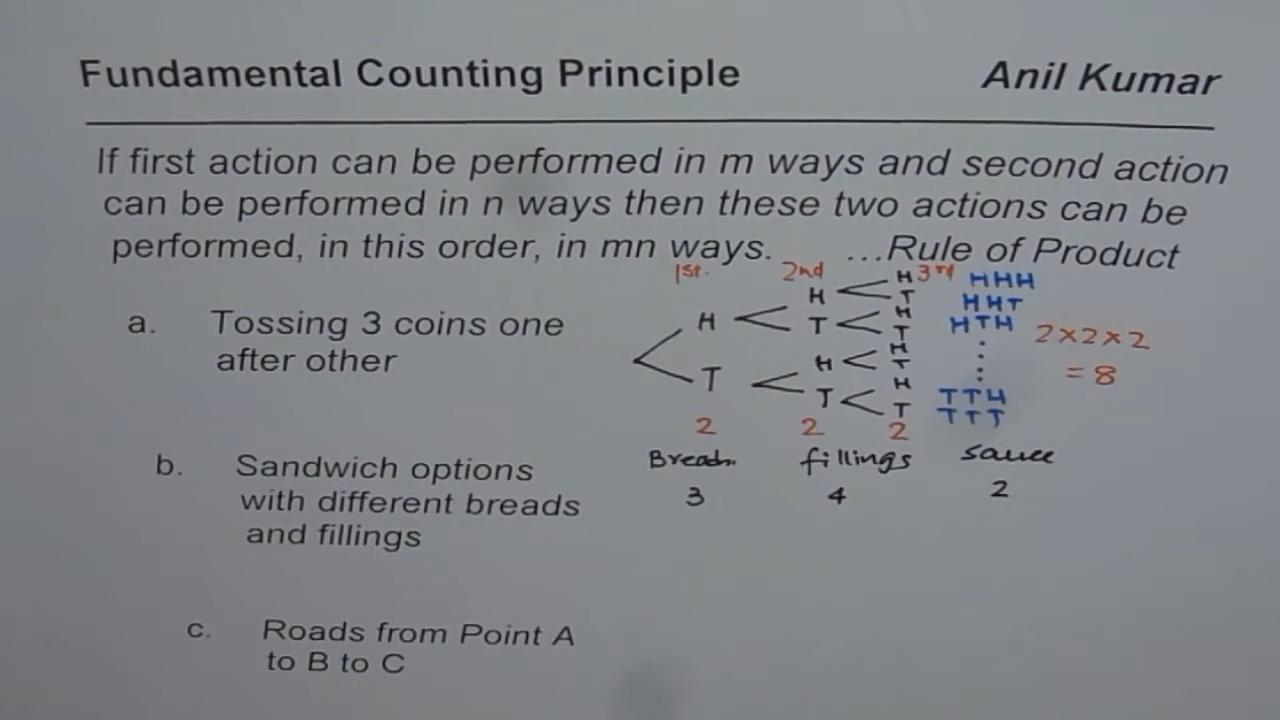 Fundamental Counting Principle Anil Kumar
If first action can be performed in m ways and second action
can be performed in n ways then these two actions can be
performed, in this order, in mn ways. ...Rule of Product
1st. 2nd 3rd
a. Tossing 3 coins one
after other
H T
H T H T
H T H T H T H T
HHH
HHT
HTH
TTH
TTT
2×2×2
= 8
2 2 2
b. Sandwich options
with different breads
and fillings
Bread fillings sauce
3 4 2
c. Roads from Point A
to B to C